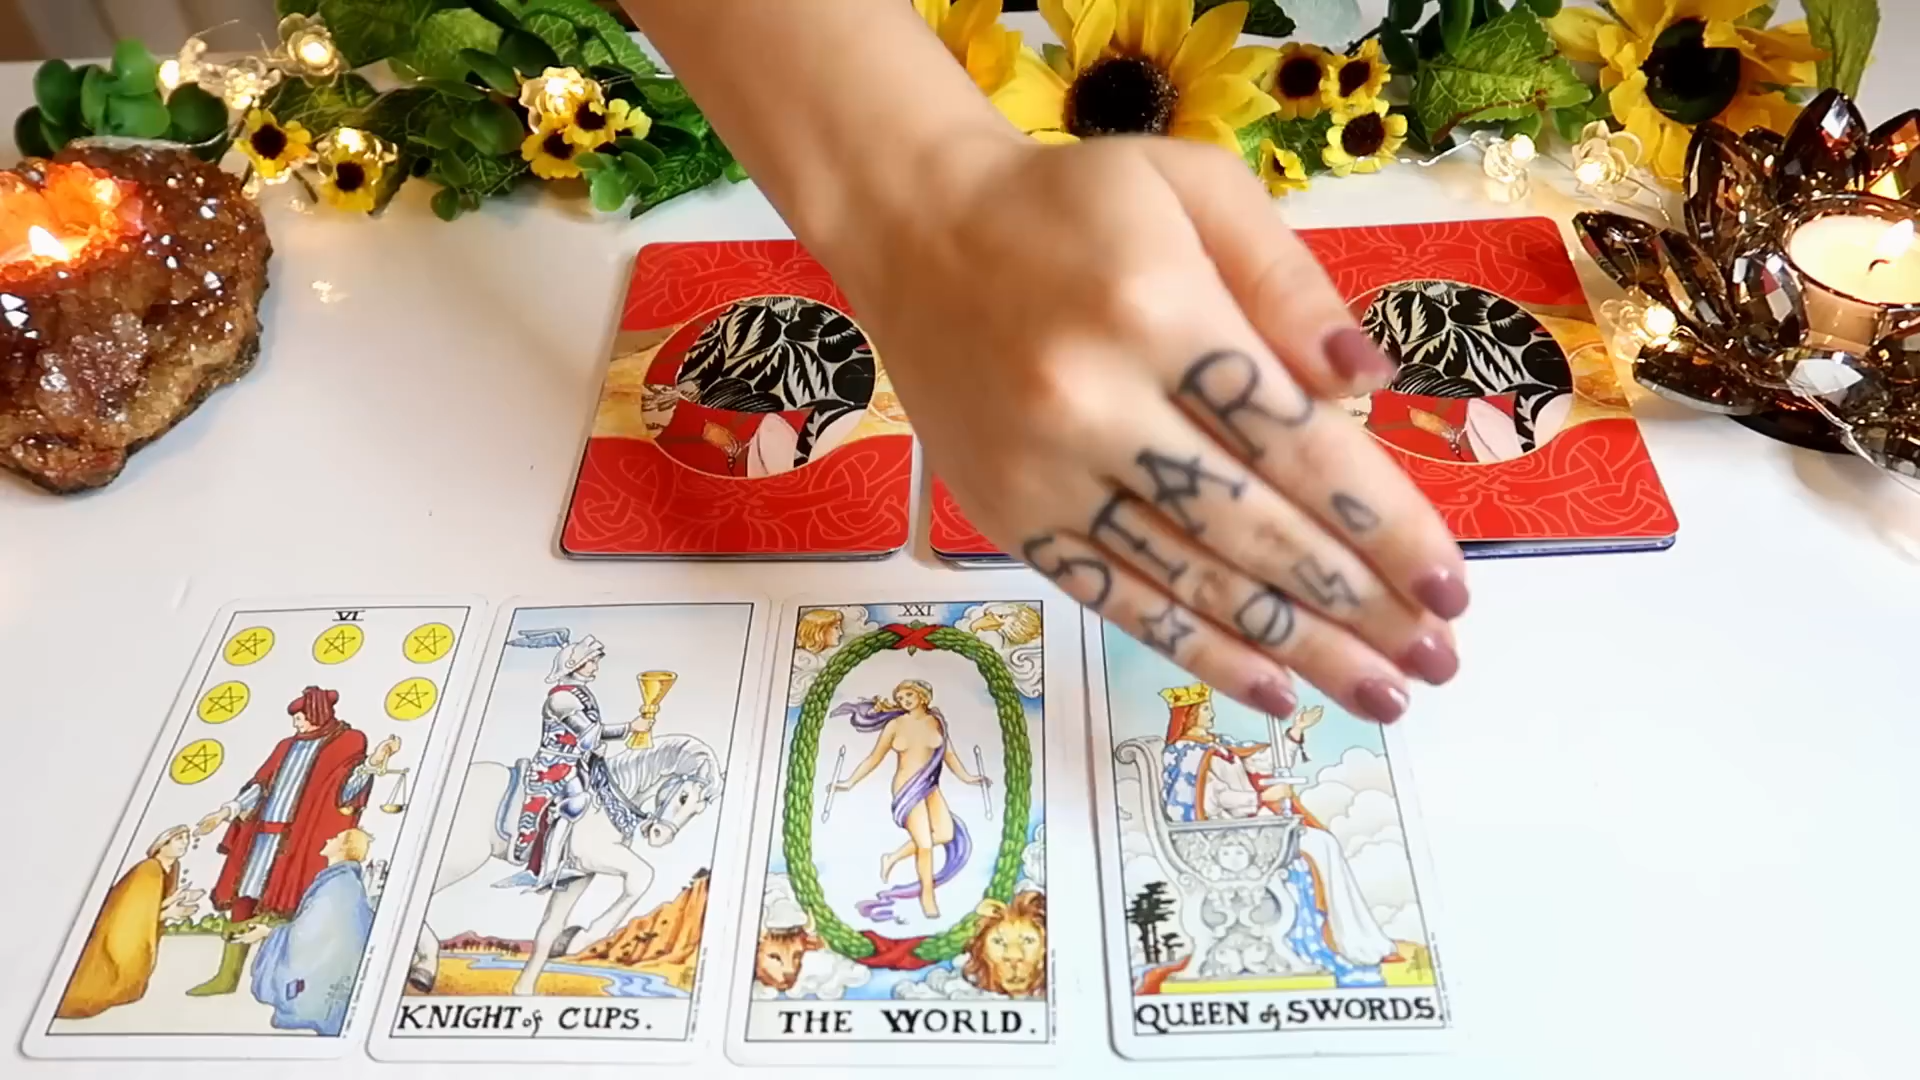 STAR
VI
XXI
KNIGHT of CUPS.
THE WORLD.
QUEEN of SWORDS.